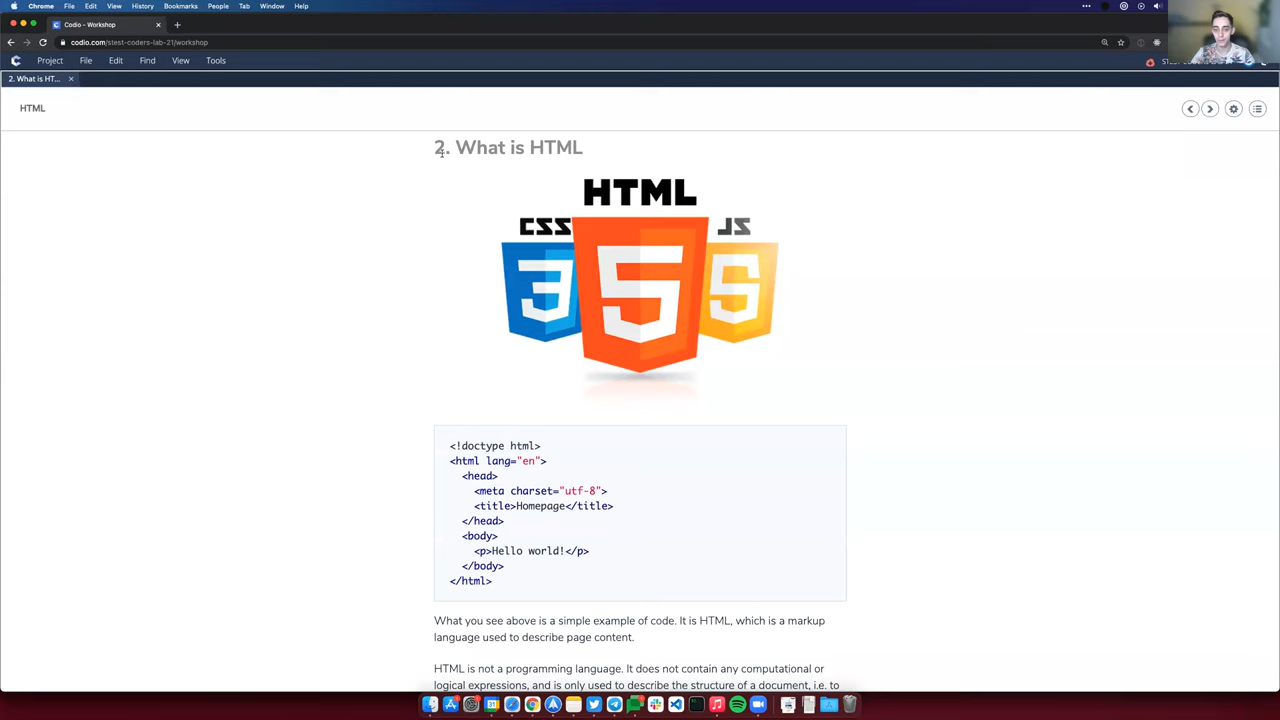 Chrome File Edit View History Bookmarks People Tab Window Help
Codio - Workshop
codio.com/stest-coders-lab-21/workshop
Project File Edit Find View Tools
2. What is HT...
HTML
2. What is HTML
HTML
CSS JS
3 5 5
<!doctype html>
<html lang="en">
<head>
<meta charset="utf-8">
<title>Homepage</title>
</head>
<body>
<p>Hello world!</p>
</body>
</html>
What you see above is a simple example of code. It is HTML, which is a markup
language used to describe page content.
HTML is not a programming language. It does not contain any computational or
logical expressions, and is only used to describe the structure of a document, i.e. to